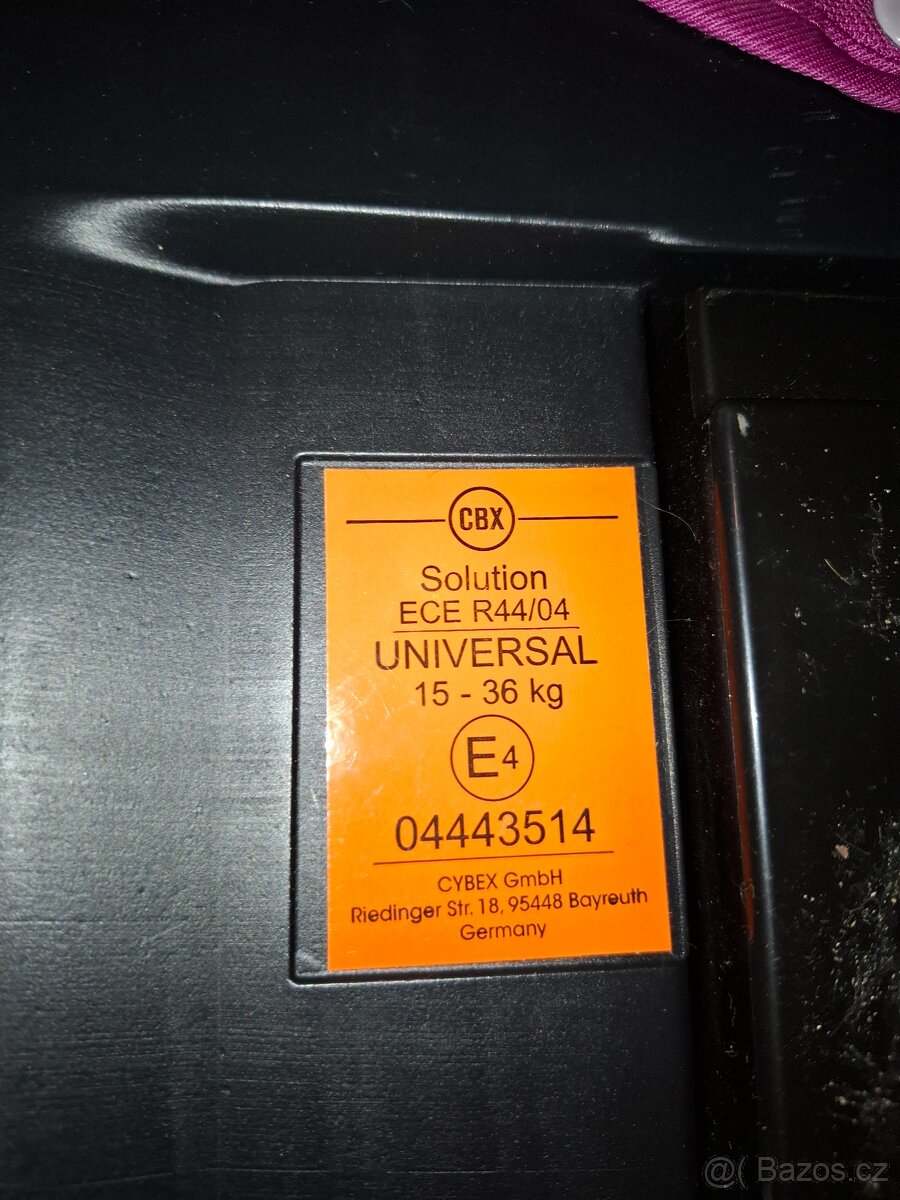 CBX
Solution
ECE R44/04
UNIVERSAL
15 - 36 kg
E4
04443514
CYBEX GmbH
Riedinger Str. 18, 95448 Bayreuth
Germany
@( Bazos.cz